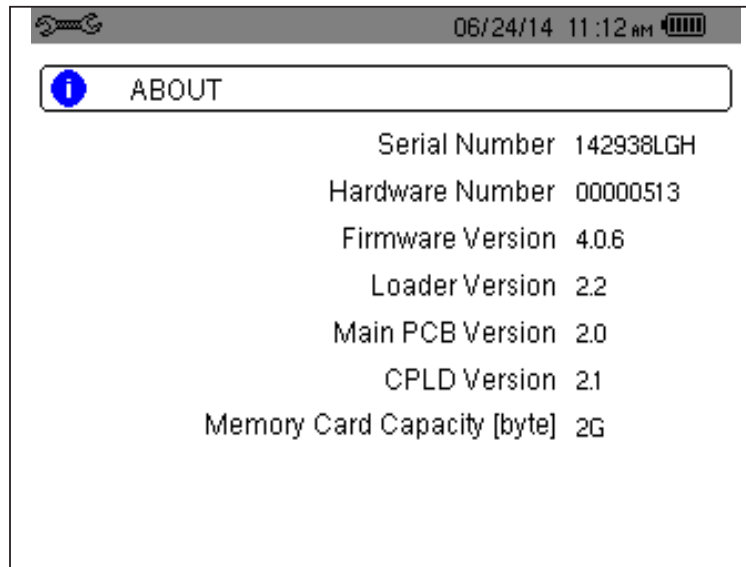 06/24/14 11:12 AM
i ABOUT
Serial Number 142938LGH
Hardware Number 00000513
Firmware Version 4.0.6
Loader Version 2.2
Main PCB Version 2.0
CPLD Version 2.1
Memory Card Capacity [byte] 2G